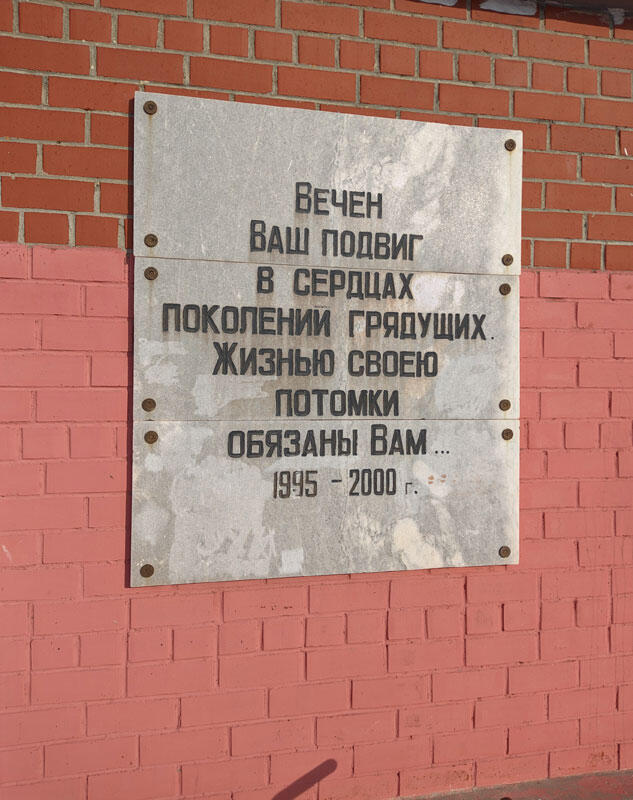 Вечен
Ваш подвиг
в сердцах
поколений грядущих.
Жизнью своею
потомки
обязаны Вам...
1995 - 2000 г.